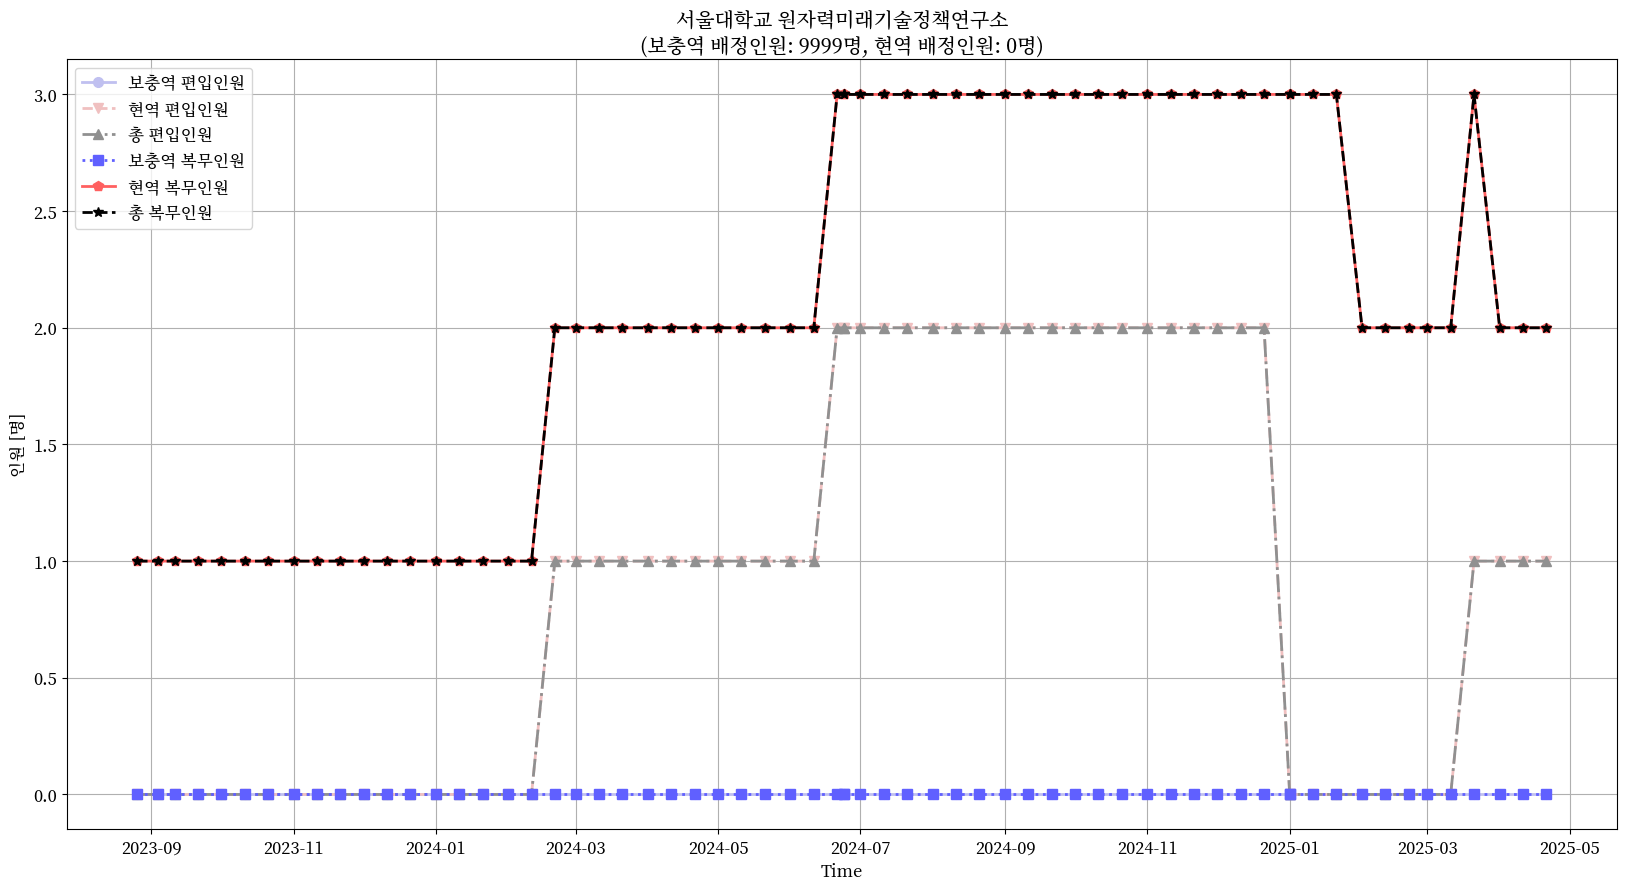 서울대학교 원자력미래기술정책연구소
(보충역 배정인원: 9999명, 현역 배정인원: 0명)
보충역 편입인원
현역 편입인원
총 편입인원
보충역 복무인원
현역 복무인원
총 복무인원
인원 [명]
3.0
2.5
2.0
1.5
1.0
0.5
0.0
2023-09 2023-11 2024-01 2024-03 2024-05 2024-07 2024-09 2024-11 2025-01 2025-03 2025-05
Time